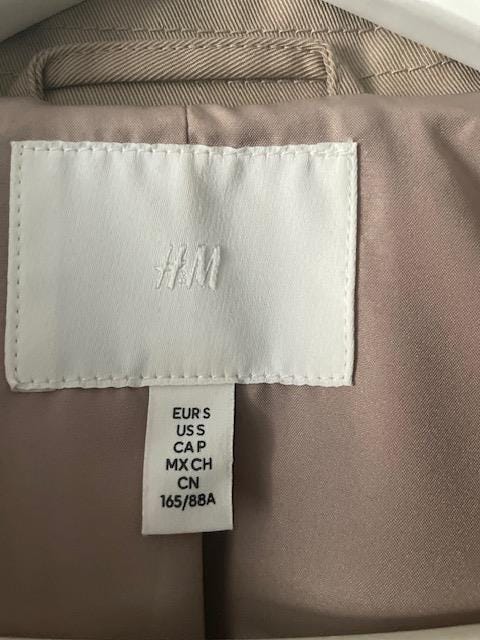 H&M
EUR S
US S
CA P
MX CH
CN
165/88A